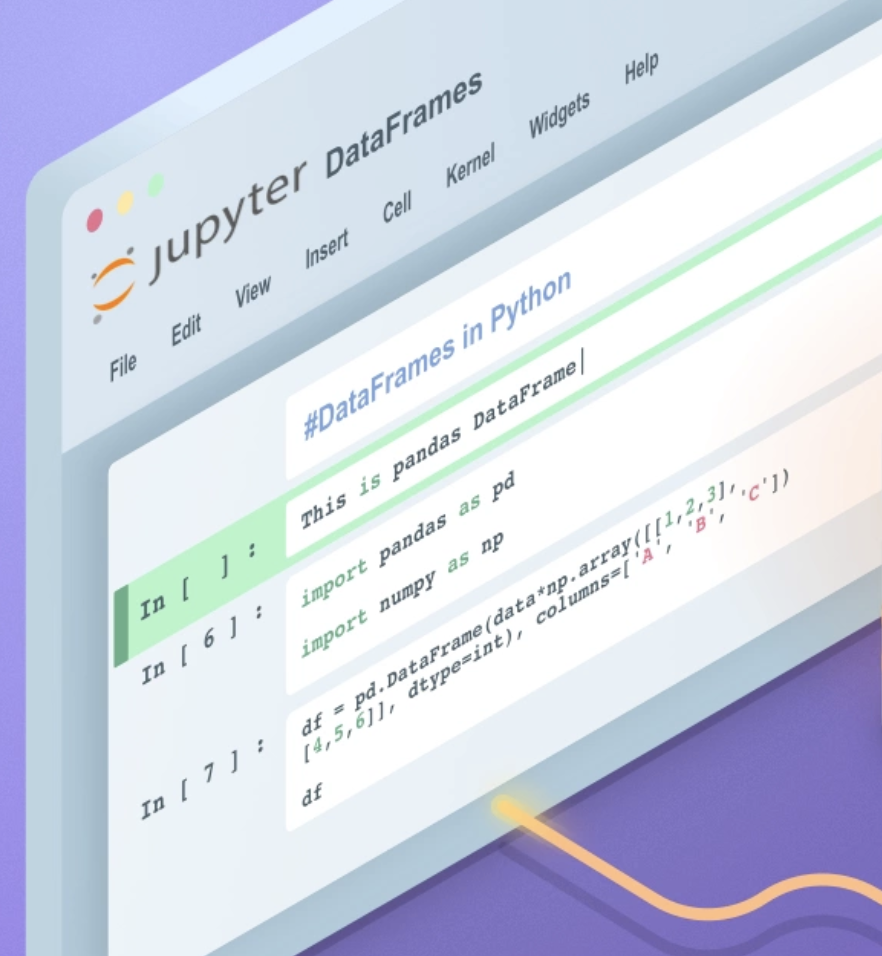 jupyter DataFrames
File Edit View Insert Cell Kernel Widgets Help
#DataFrames in Python
In [ ] : This is pandas DataFrame
In [ 6 ] : import pandas as pd
import numpy as np
In [ 7 ] : df = pd.DataFrame(data*np.array([[1,2,3],
[4,5,6]], dtype=int), columns=['A', 'B', 'C'])
df